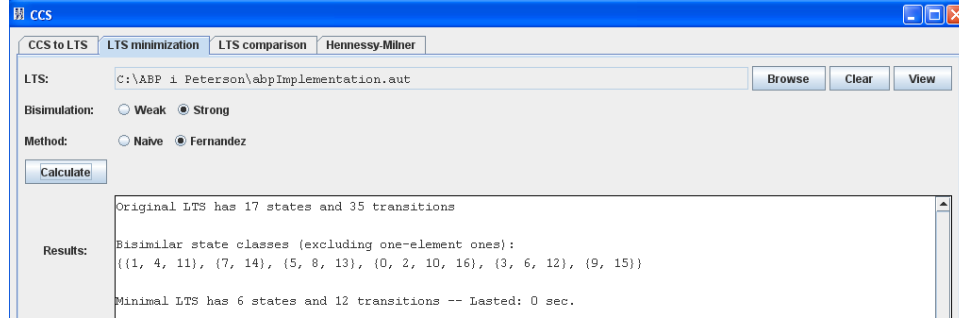 CCS
CCS to LTS LTS minimization LTS comparison Hennessy-Milner
LTS: C:\ABP i Peterson\abpImplementation.aut Browse Clear View
Bisimulation: Weak Strong
Method: Naive Fernandez
Calculate
Original LTS has 17 states and 35 transitions
Results: Bisimilar state classes (excluding one-element ones):
{{1, 4, 11}, {7, 14}, {5, 8, 13}, {0, 2, 10, 16}, {3, 6, 12}, {9, 15}}
Minimal LTS has 6 states and 12 transitions -- Lasted: 0 sec.